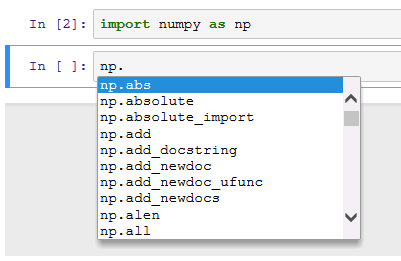 In [2]: import numpy as np
In [ ]: np.
np.abs
np.absolute
np.absolute_import
np.add
np.add_docstring
np.add_newdoc
np.add_newdoc_ufunc
np.add_newdocs
np.alen
np.all